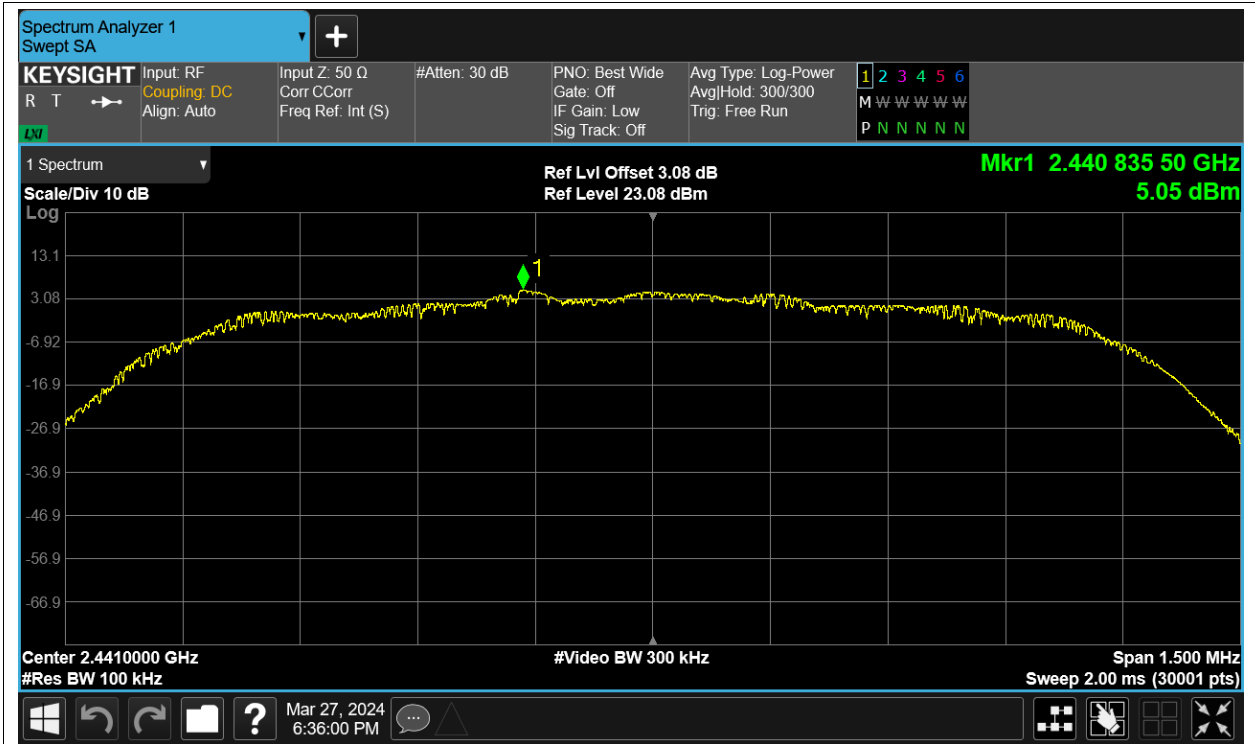 Spectrum Analyzer 1
Swept SA
KEYSIGHT
R T
LXI
Input: RF
Coupling: DC
Align: Auto
Input Z: 50 Ω
Corr CCorr
Freq Ref: Int (S)
#Atten: 30 dB
PNO: Best Wide
Gate: Off
IF Gain: Low
Sig Track: Off
Avg Type: Log-Power
Avg|Hold: 300/300
Trig: Free Run
1 2 3 4 5 6
M W W W W W
P N N N N N
1 Spectrum
Scale/Div 10 dB
Log
Ref Lvl Offset 3.08 dB
Ref Level 23.08 dBm
Mkr1 2.440 835 50 GHz
5.05 dBm
1
13.1
3.08
-6.92
-16.9
-26.9
-36.9
-46.9
-56.9
-66.9
Center 2.4410000 GHz
#Video BW 300 kHz
Span 1.500 MHz
#Res BW 100 kHz
Sweep 2.00 ms (30001 pts)
?
Mar 27, 2024
6:36:00 PM